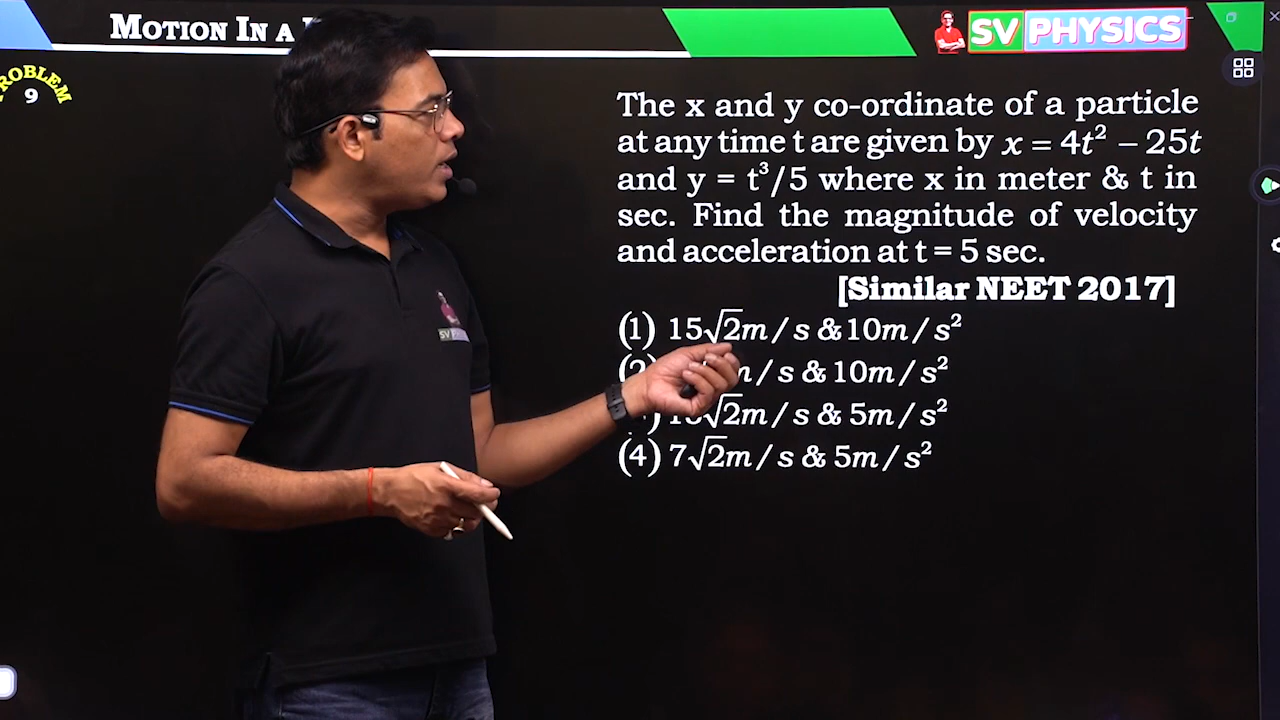 MOTION IN A
SV PHYSICS
PROBLEM
9
The x and y co-ordinate of a particle
at any time t are given by x = 4t² − 25t
and y = t³/5 where x in meter & t in
sec. Find the magnitude of velocity
and acceleration at t = 5 sec.
[Similar NEET 2017]
(1) 15√2m/s & 10m/s²
m/s & 10m/s²
√2m/s & 5m/s²
(4) 7√2m/s & 5m/s²
SV